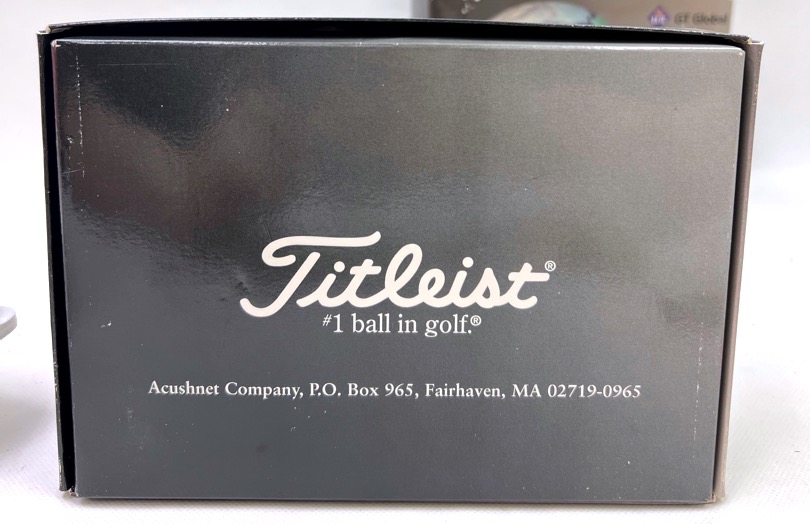 GT Global
Titleist®
#1 ball in golf.®
Acushnet Company, P.O. Box 965, Fairhaven, MA 02719-0965